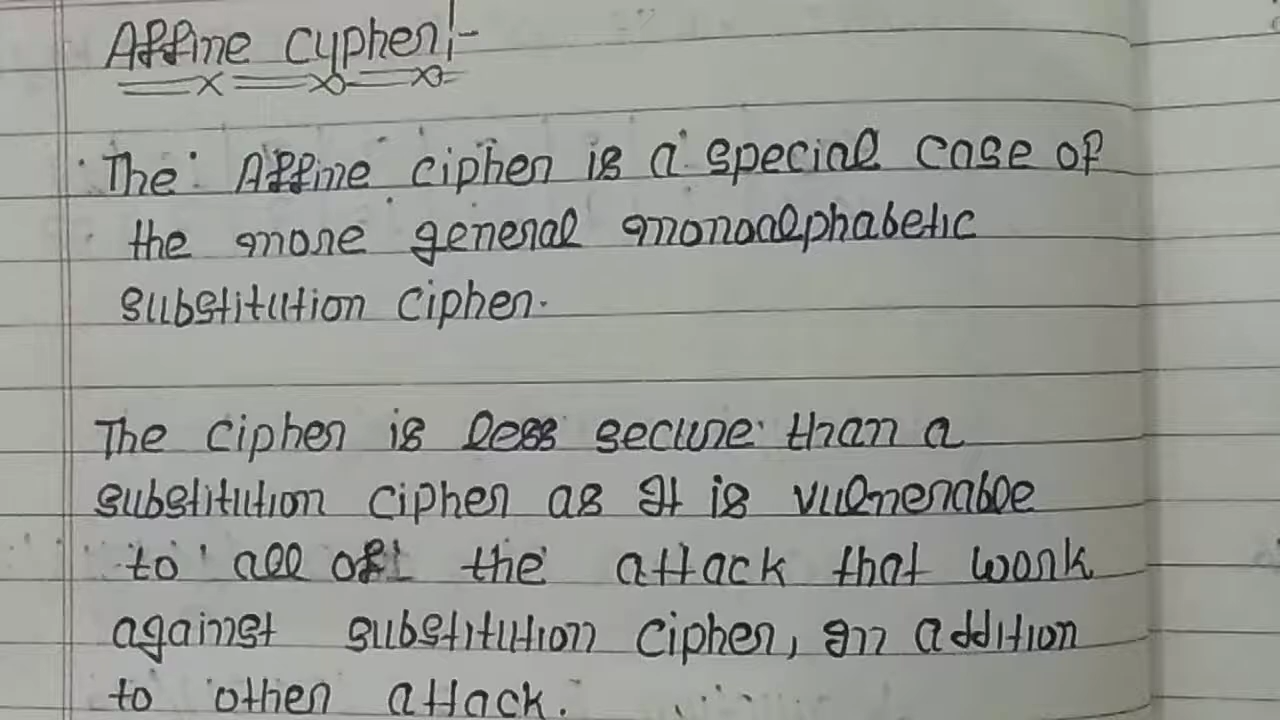 Affine Cypher:-
The Affine cipher is a special case of
the more general monoalphabetic
substitution cipher.
The cipher is less secure than a
substitution cipher as It is vulnerable
to all of the attack that work
against substitution cipher, In addition
to other attack.